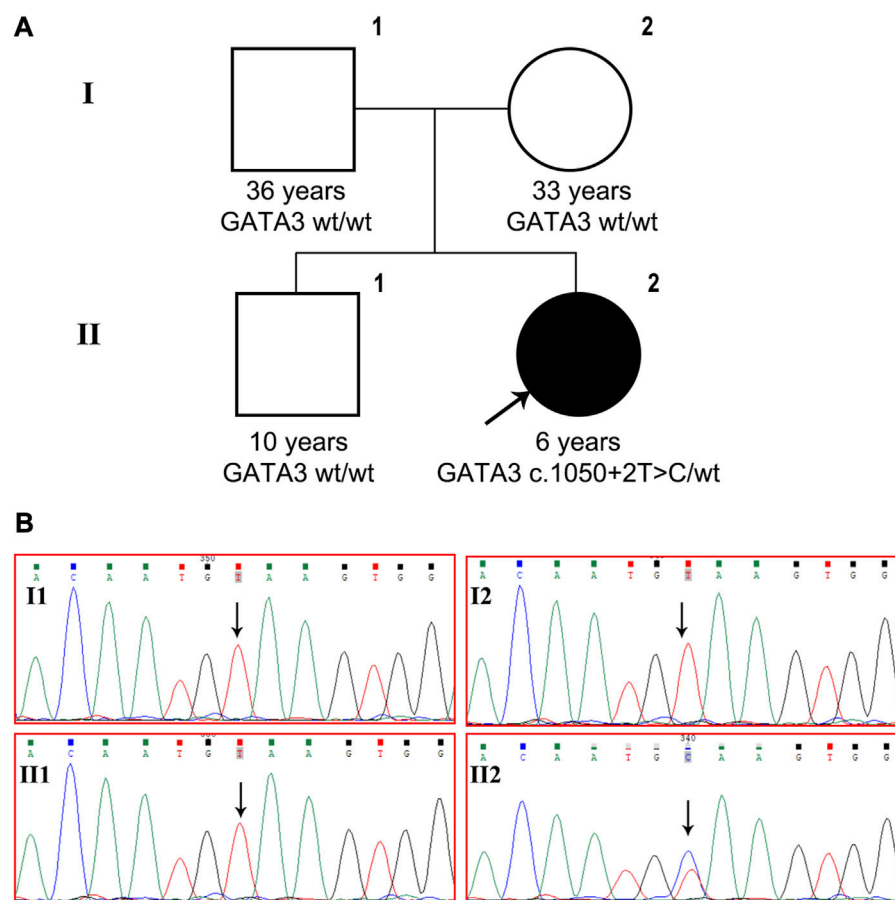 A
1 2
I
36 years 33 years
GATA3 wt/wt GATA3 wt/wt
1 2
II
10 years 6 years
GATA3 wt/wt GATA3 c.1050+2T>C/wt
B
350
A C A A T G T A A G T G G
I1
A C A A T G T A A G T G G
I2
A C A A T G T A A G T G G
II1
340
A C A A T G C A A G T G G
II2